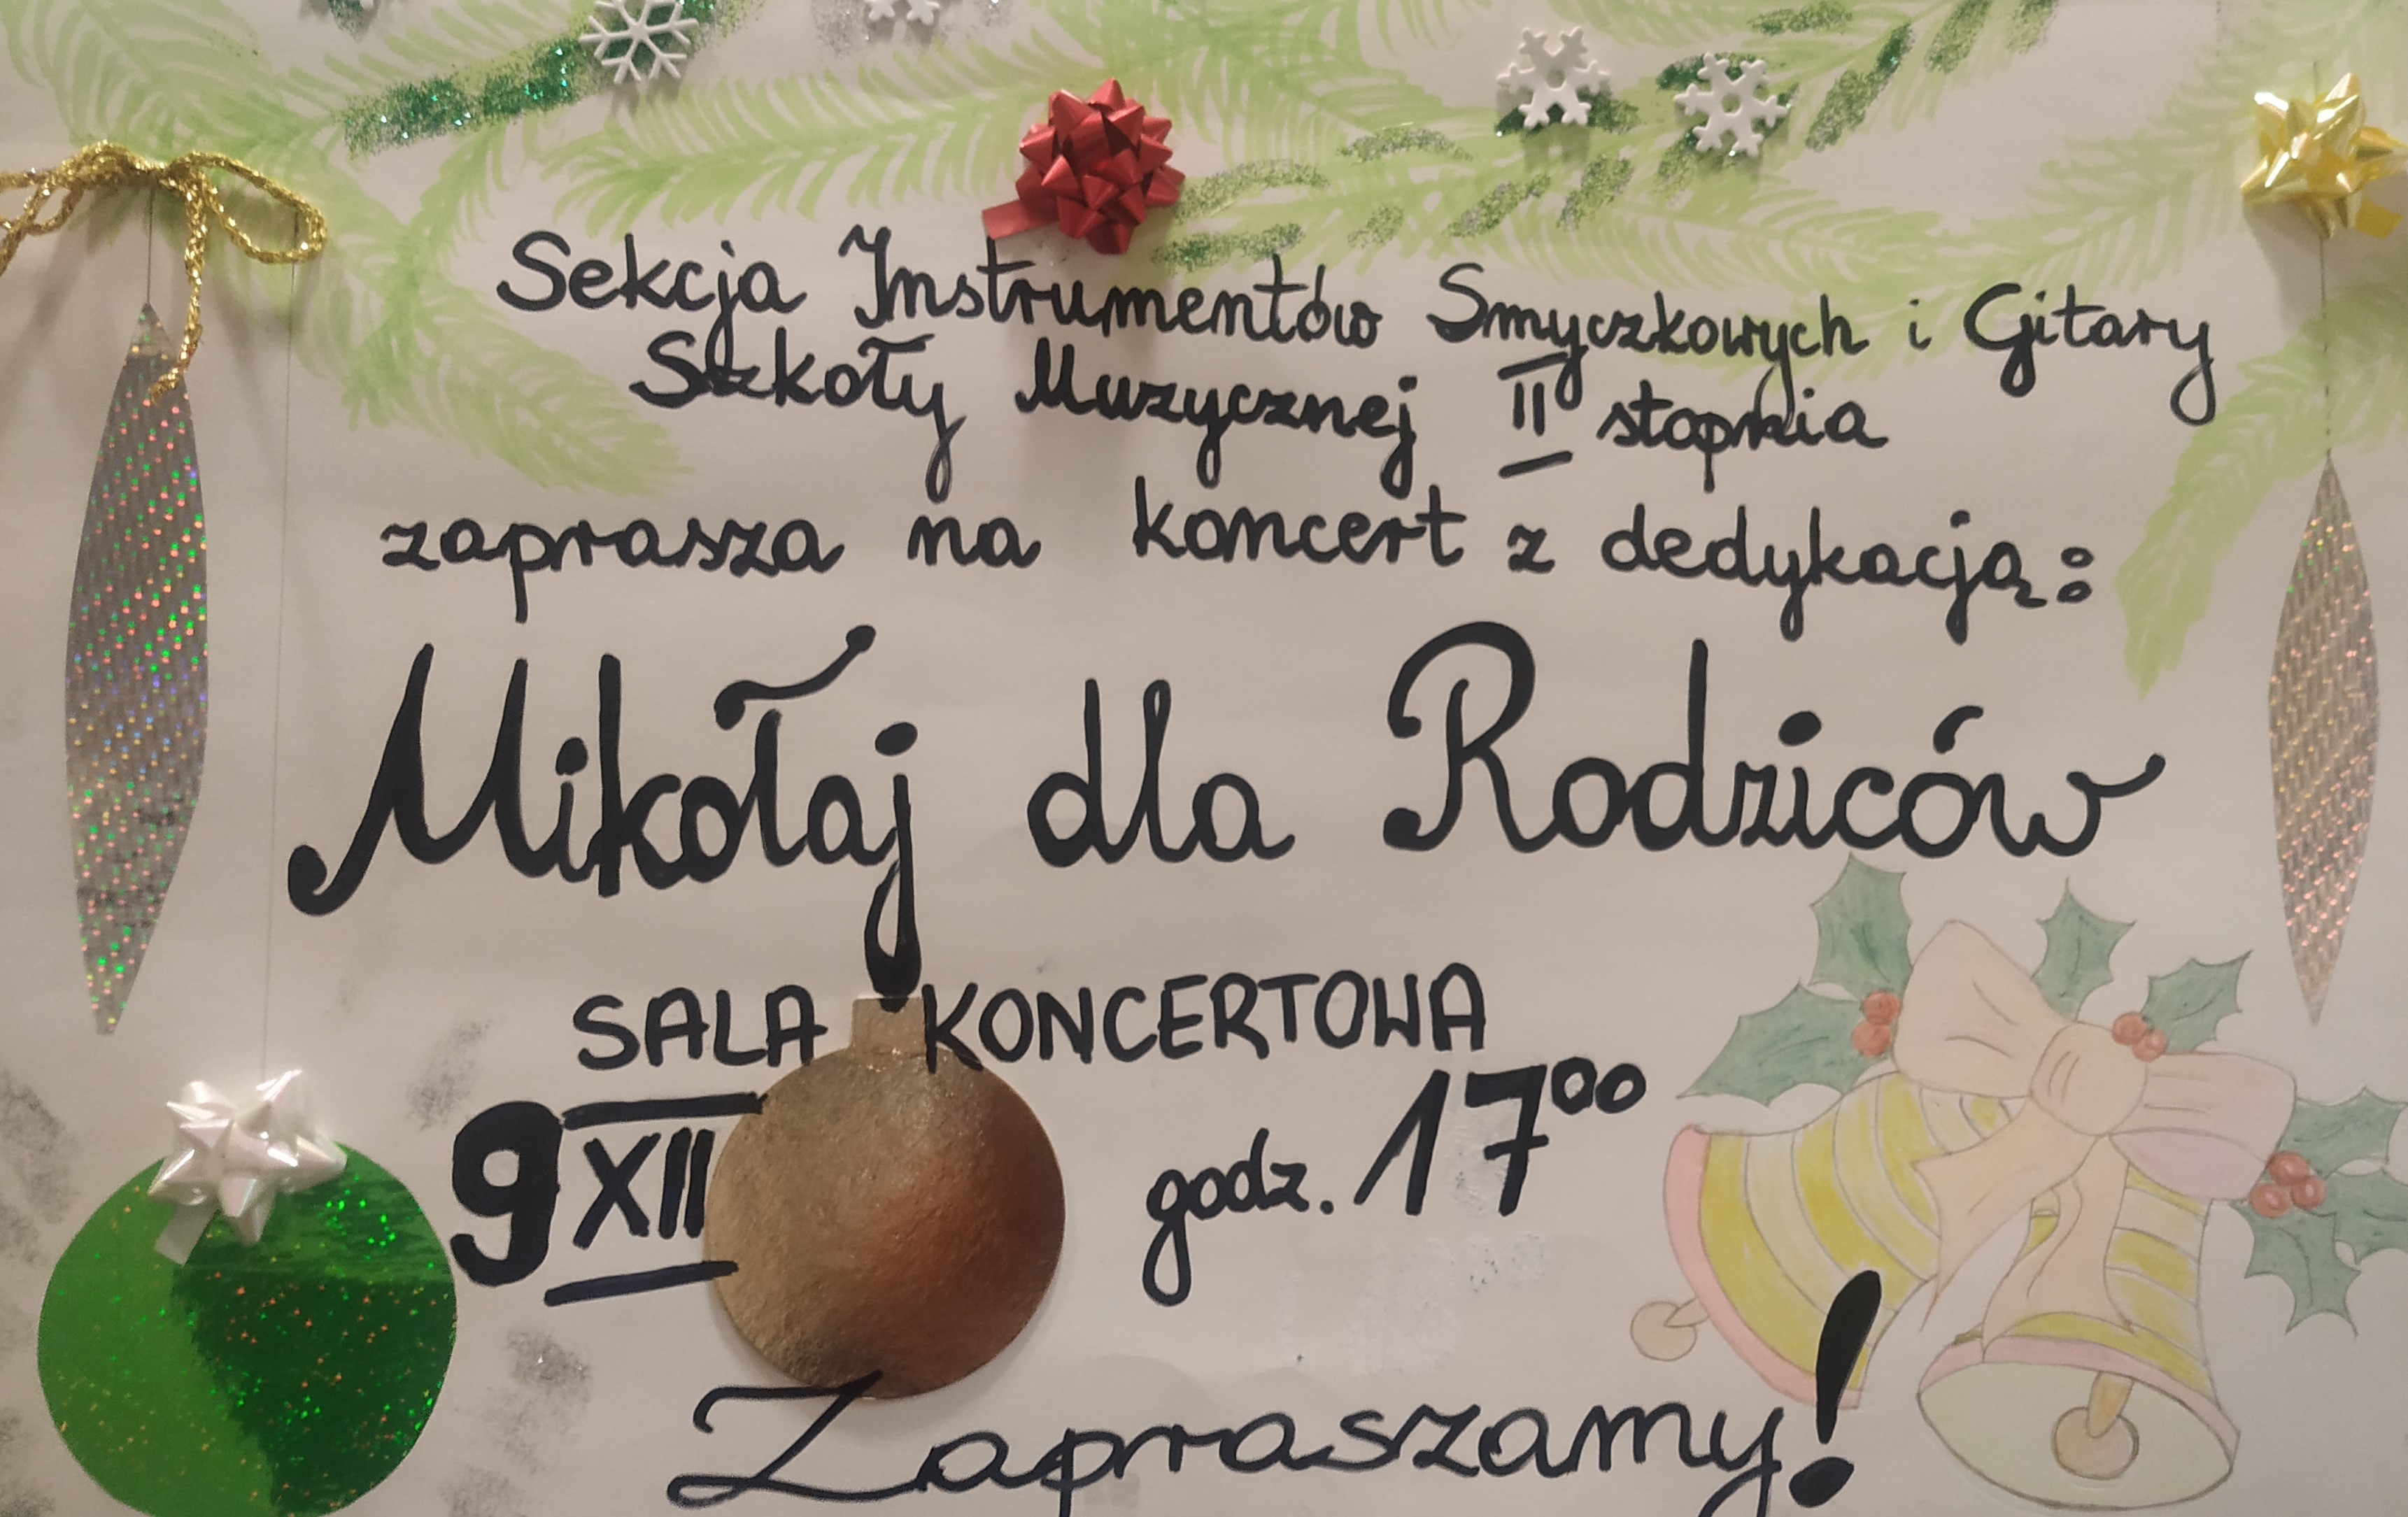 Sekcja Instrumentów Smyczkowych i Gitary
Szkoły Muzycznej II stopnia
zaprasza na koncert z dedykacją:
Mikołaj dla Rodziców
SALA KONCERTOWA
9 XII godz. 17⁰⁰
Zapraszamy!